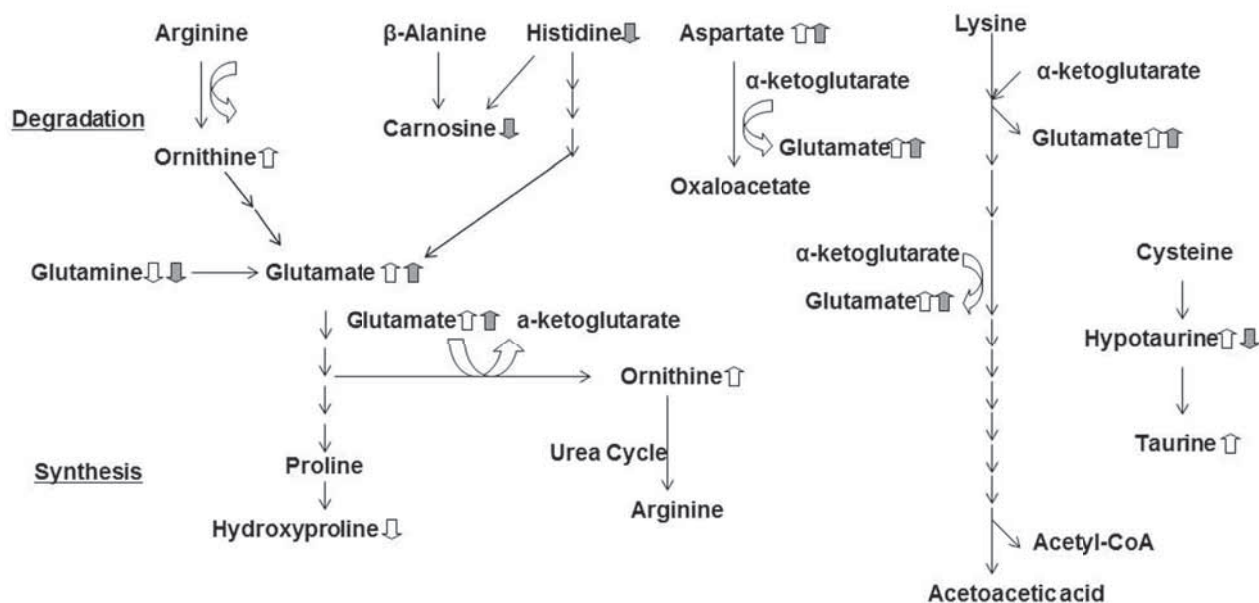 Arginine
β-Alanine
Histidine
Aspartate
Lysine
α-ketoglutarate
α-ketoglutarate
Degradation
Carnosine
Glutamate
Glutamate
Ornithine
Oxaloacetate
α-ketoglutarate
Cysteine
Glutamine
Glutamate
Glutamate
Glutamate
a-ketoglutarate
Hypotaurine
Ornithine
Taurine
Urea Cycle
Synthesis
Proline
Arginine
Hydroxyproline
Acetyl-CoA
Acetoacetic acid